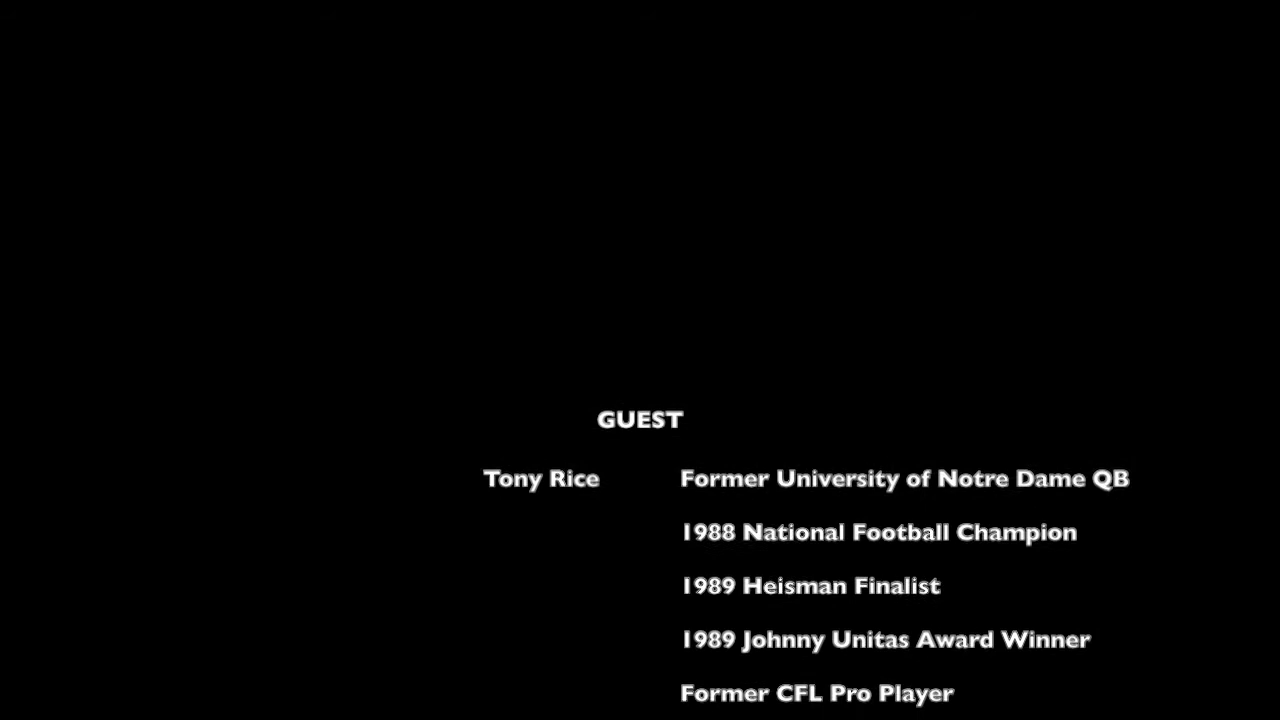 GUEST
Tony Rice Former University of Notre Dame QB
1988 National Football Champion
1989 Heisman Finalist
1989 Johnny Unitas Award Winner
Former CFL Pro Player